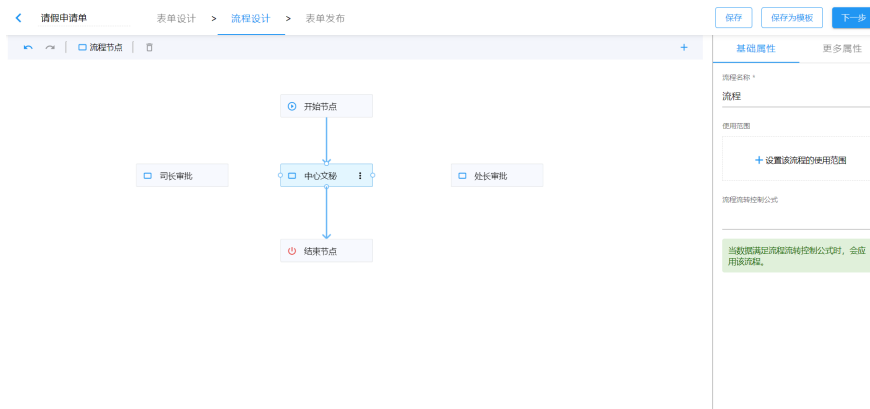 请假申请单 表单设计 > 流程设计 > 表单发布 保存 保存为模板 下一步
流程节点 +
基础属性 更多属性
流程名称 *
流程
使用范围
+ 设置该流程的使用范围
流程流转控制公式
当数据满足流程流转控制公式时，会应
用该流程。
开始节点
司长审批 中心文秘 处长审批
结束节点